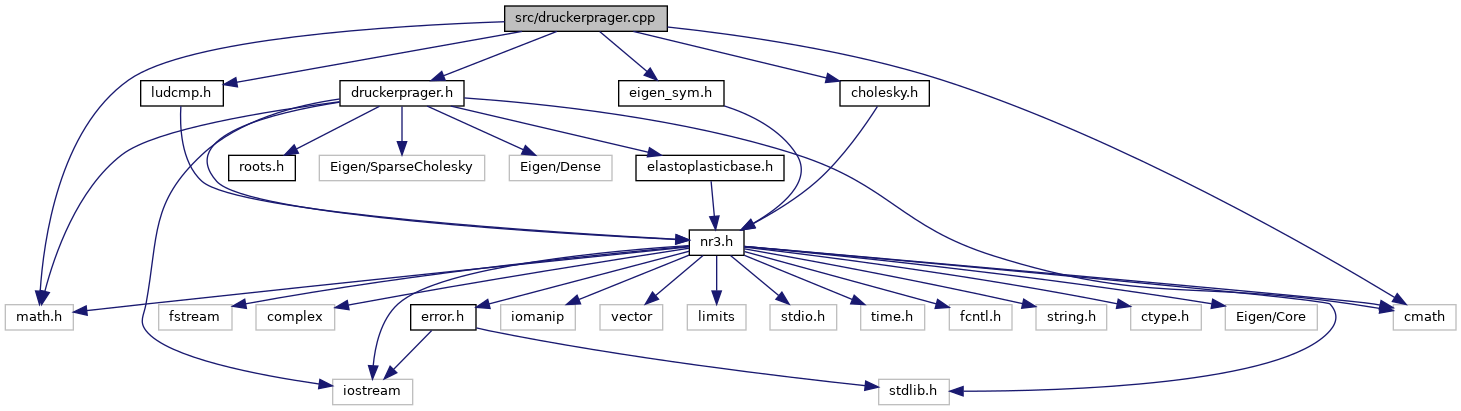 src/druckerprager.cpp
ludcmp.h
druckerprager.h
eigen_sym.h
cholesky.h
roots.h
Eigen/SparseCholesky
Eigen/Dense
elastoplasticbase.h
nr3.h
math.h
fstream
complex
error.h
iomanip
vector
limits
stdio.h
time.h
fcntl.h
string.h
ctype.h
Eigen/Core
cmath
iostream
stdlib.h